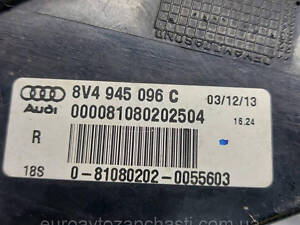 Audi
8V4 945 096 C
03/12/13
000081080202504
16.24
R
18S
0-81080202-0055603
euroavtozapchasti.com.ua